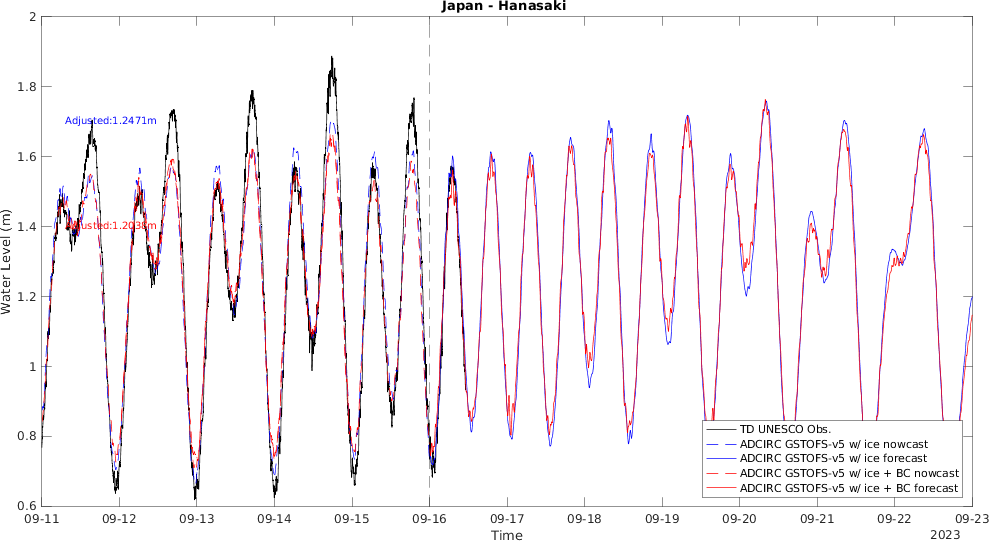 Japan - Hanasaki
Water Level (m)
2
1.8
1.6
1.4
1.2
1
0.8
0.6
Adjusted:1.2471m
Adjusted:1.2038m
TD UNESCO Obs.
ADCIRC GSTOFS-v5 w/ ice nowcast
ADCIRC GSTOFS-v5 w/ ice forecast
ADCIRC GSTOFS-v5 w/ ice + BC nowcast
ADCIRC GSTOFS-v5 w/ ice + BC forecast
09-11 09-12 09-13 09-14 09-15 09-16 09-17 09-18 09-19 09-20 09-21 09-22 09-23
Time
2023